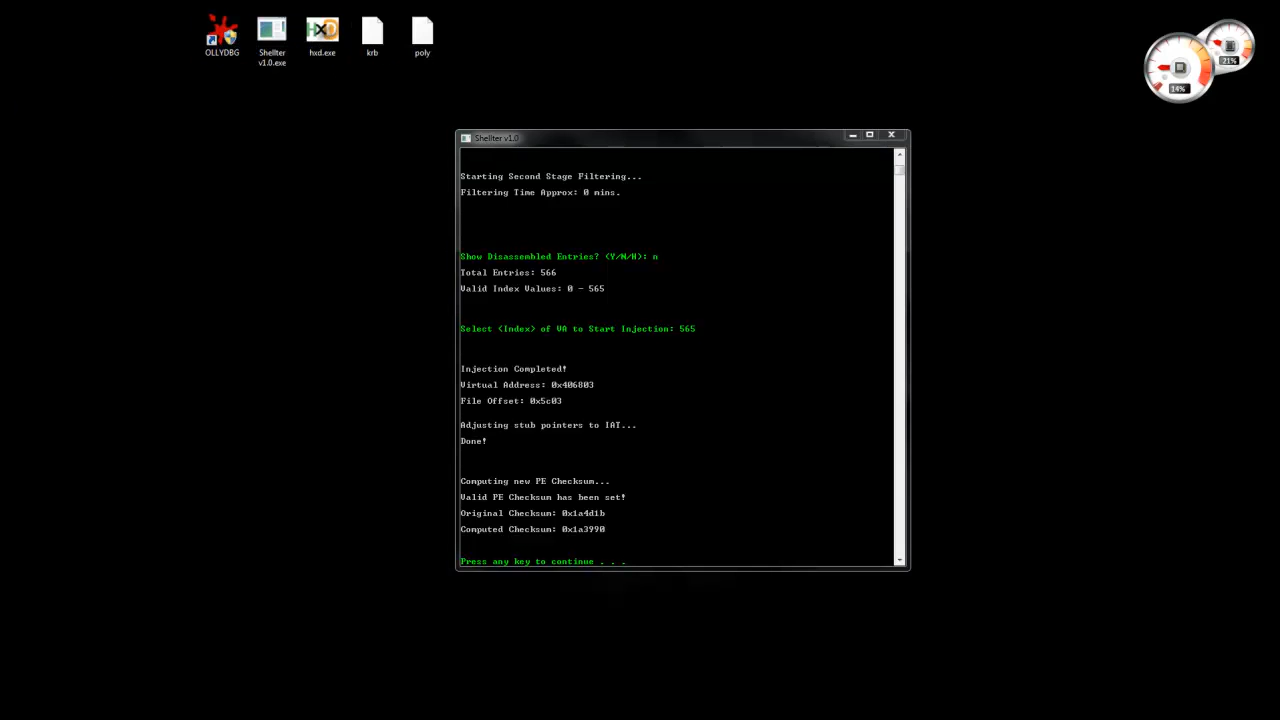 OLLYDBG
Shellter v1.0.exe
hxd.exe
krb
poly
HXD
21%
14%
Shellter v1.0
Starting Second Stage Filtering...
Filtering Time Approx: 0 mins.
Show Disassembled Entries? (Y/N/H): n
Total Entries: 566
Valid Index Values: 0 - 565
Select <Index> of VA to Start Injection: 565
Injection Completed!
Virtual Address: 0x406803
File Offset: 0x5c03
Adjusting stub pointers to IAT...
Done!
Computing new PE Checksum...
Valid PE Checksum has been set!
Original Checksum: 0x1a4d1b
Computed Checksum: 0x1a3990
Press any key to continue . . .